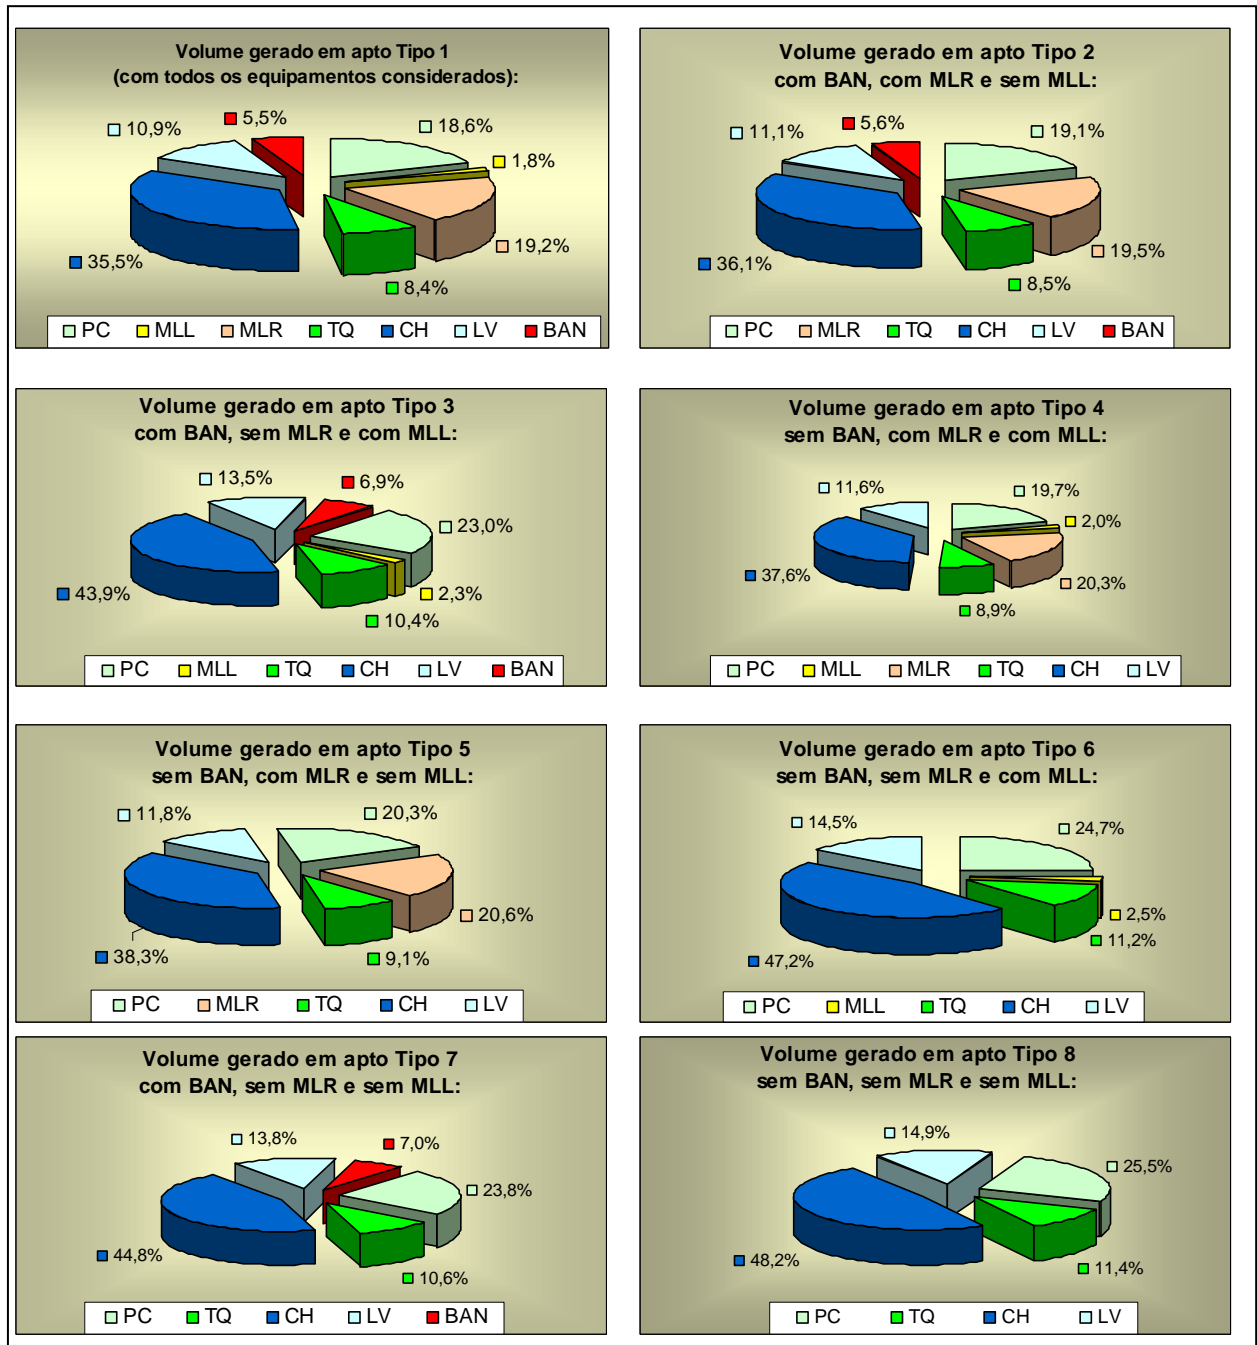 Volume gerado em apto Tipo 1
(com todos os equipamentos considerados):
5,5%
10,9%
18,6%
1,8%
19,2%
35,5%
8,4%
PC MLL MLR TQ CH LV BAN
Volume gerado em apto Tipo 2
com BAN, com MLR e sem MLL:
5,6%
11,1%
19,1%
19,5%
36,1%
8,5%
PC MLR TQ CH LV BAN
Volume gerado em apto Tipo 3
com BAN, sem MLR e com MLL:
13,5%
6,9%
23,0%
43,9%
2,3%
10,4%
PC MLL TQ CH LV BAN
Volume gerado em apto Tipo 4
sem BAN, com MLR e com MLL:
11,6%
19,7%
2,0%
37,6%
20,3%
8,9%
PC MLL MLR TQ CH LV
Volume gerado em apto Tipo 5
sem BAN, com MLR e sem MLL:
11,8%
20,3%
20,6%
38,3%
9,1%
PC MLR TQ CH LV
Volume gerado em apto Tipo 6
sem BAN, sem MLR e com MLL:
14,5%
24,7%
2,5%
11,2%
47,2%
PC MLL TQ CH LV
Volume gerado em apto Tipo 7
com BAN, sem MLR e sem MLL:
13,8%
7,0%
23,8%
44,8%
10,6%
PC TQ CH LV BAN
Volume gerado em apto Tipo 8
sem BAN, sem MLR e sem MLL:
14,9%
25,5%
48,2%
11,4%
PC TQ CH LV